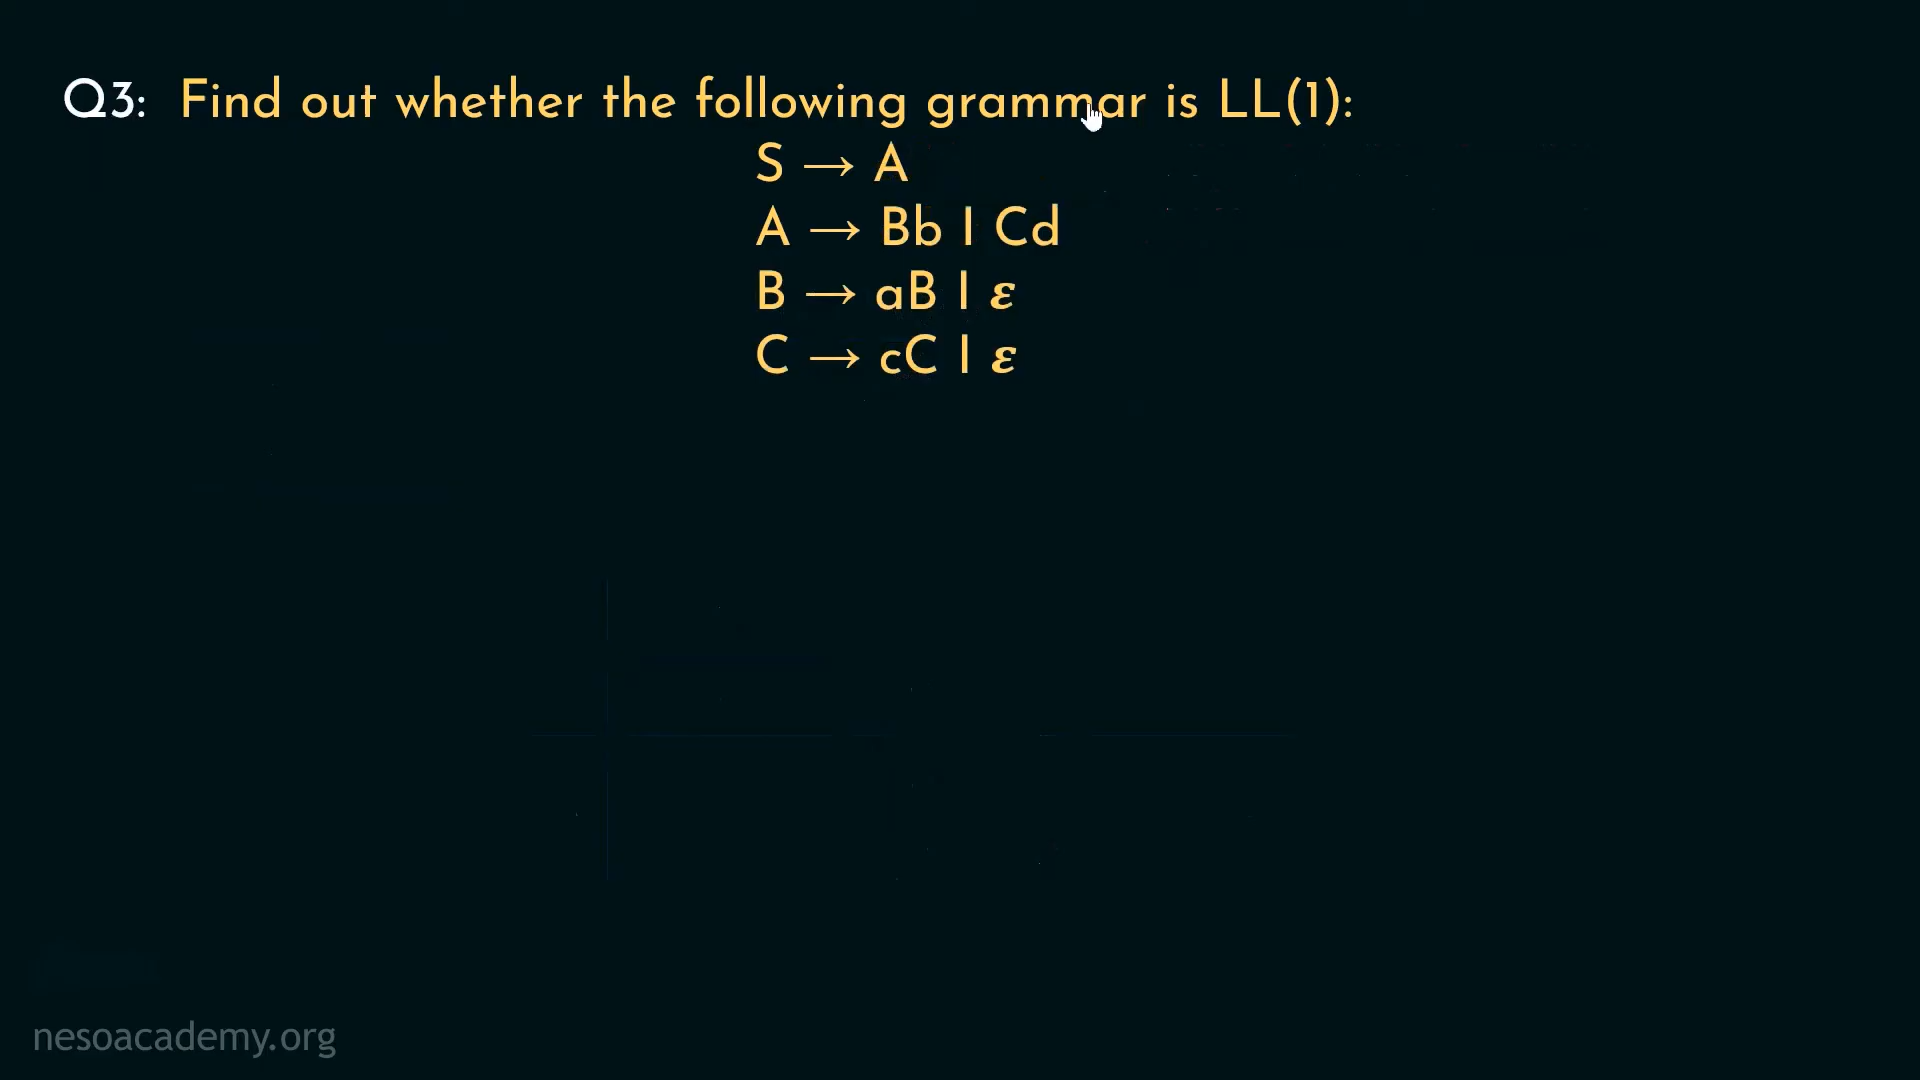 Q3: Find out whether the following grammar is LL(1):
S → A
A → Bb | Cd
B → aB | ε
C → cC | ε
nesoacademy.org